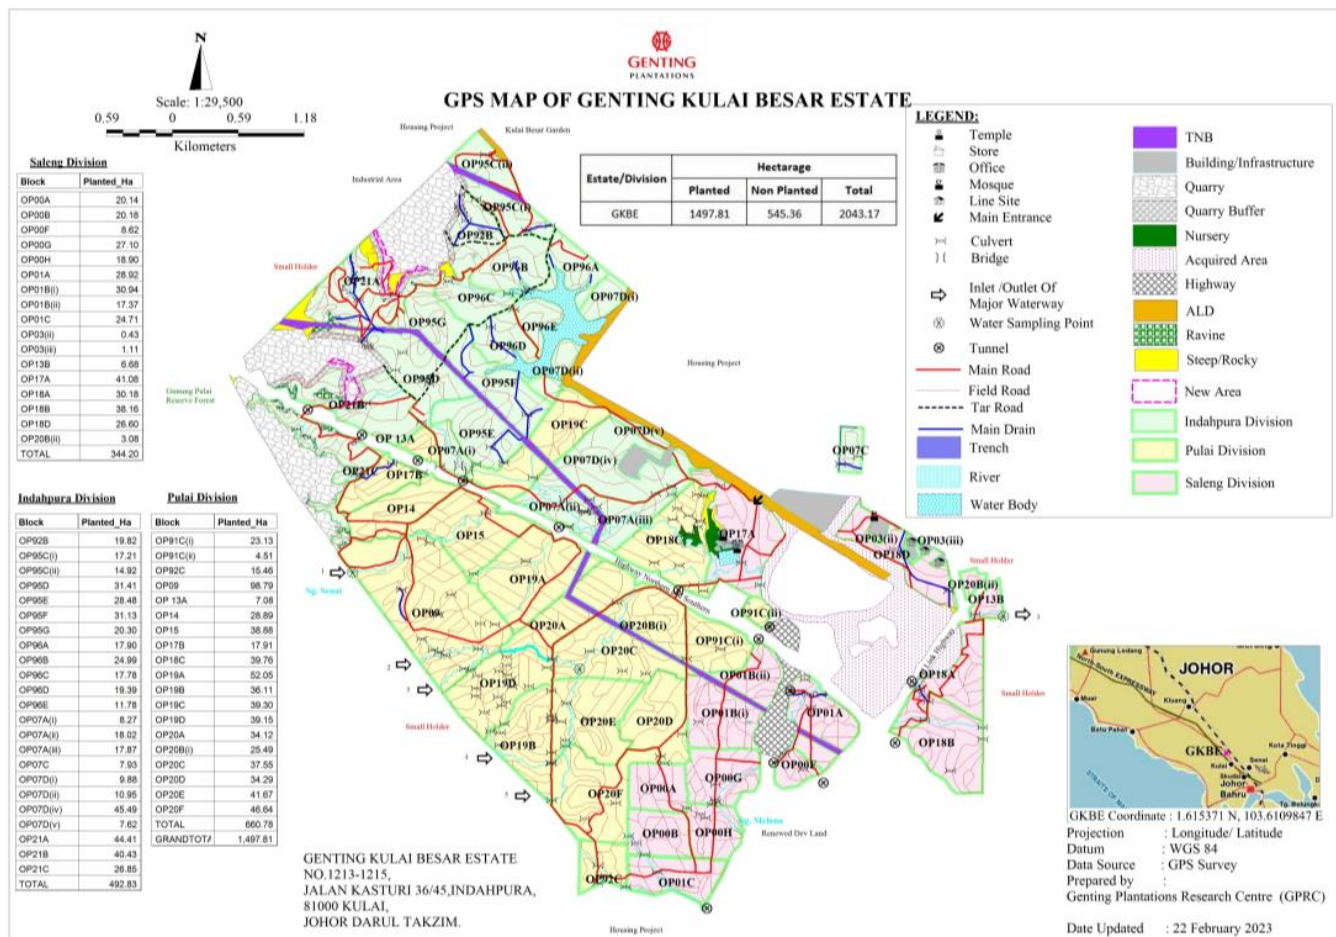 GENTING
PLANTATIONS
GPS MAP OF GENTING KULAI BESAR ESTATE
N
Scale: 1:29,500
0.59 0 0.59 1.18
Kilometers
Estate/Division Hectarage
Planted Non Planted Total
GKBE 1497.81 545.36 2043.17
Saleng Division
Block Planted_Ha
OP00A 20.14
OP00B 20.18
OP00F 8.62
OP00G 27.10
OP00H 18.90
OP01A 28.92
OP01B(i) 30.94
OP01B(ii) 17.37
OP01C 24.71
OP03(ii) 0.43
OP03(iii) 1.11
OP13B 6.68
OP17A 41.08
OP18A 30.18
OP18B 38.16
OP18D 26.60
OP20B(ii) 3.08
TOTAL 344.20
Indahpura Division
Block Planted_Ha
OP92B 19.82
OP95C(i) 17.21
OP95C(ii) 14.92
OP95D 31.41
OP95E 28.48
OP95F 31.13
OP95G 20.30
OP96A 17.90
OP96B 24.99
OP96C 17.78
OP96D 19.39
OP96E 11.78
OP07A(i) 8.27
OP07A(ii) 18.02
OP07A(iii) 17.87
OP07C 7.93
OP07D(i) 9.88
OP07D(ii) 10.95
OP07D(iv) 45.49
OP07D(v) 7.62
OP21A 44.41
OP21B 40.43
OP21C 26.85
TOTAL 492.83
Pulai Division
Block Planted_Ha
OP91C(i) 23.13
OP91C(ii) 4.51
OP92C 15.46
OP09 98.79
OP 13A 7.08
OP14 28.89
OP15 38.88
OP17B 17.91
OP18C 39.76
OP19A 52.05
OP19B 36.11
OP19C 39.30
OP19D 39.15
OP20A 34.12
OP20B(i) 25.49
OP20C 37.55
OP20D 34.29
OP20E 41.67
OP20F 46.64
TOTAL 660.78
GRANDTOTA 1,497.81
Housing Project
Kulai Besar Garden
Industrial Area
Small Holder
Gunung Pulai
Reserve Forest
Housing Project
OP95C(ii)
OP95C(i)
OP92B
OP96B
OP96A
OP21A
OP96C
OP07D(i)
OP95G
OP96E
OP96D
OP95D
OP95F
OP07D(ii)
OP21B
OP19C
OP07D(v)
OP 13A
OP95E
OP07A(i)
OP07D(iv)
OP07C
OP21C
OP17B
OP14
OP07A(ii)
OP07A(iii)
OP15
OP18C
OP17A
OP03(ii)
OP03(iii)
OP18D
Small Holder
OP20B(ii)
OP13B
OP19A
Highway Northern Southern
Sg. Senai
OP09
OP20A
OP20B(i)
OP91C(ii)
OP91C(i)
OP20C
Link Highway
OP19D
OP01B(ii)
OP18A
Small Holder
OP20E
OP20D
OP01B(i)
OP01A
OP18B
Small Holder
OP19B
OP00G
OP00F
OP20F
OP00A
Sg. Melana
OP00B
OP00H
Renewed Dev Land
OP92C
OP01C
Housing Project
1
2
3
4
5
1
LEGEND:
Temple
Store
Office
Mosque
Line Site
Main Entrance
Culvert
Bridge
Inlet /Outlet Of
Major Waterway
Water Sampling Point
Tunnel
Main Road
Field Road
Tar Road
Main Drain
Trench
River
Water Body
TNB
Building/Infrastructure
Quarry
Quarry Buffer
Nursery
Acquired Area
Highway
ALD
Ravine
Steep/Rocky
New Area
Indahpura Division
Pulai Division
Saleng Division
GENTING KULAI BESAR ESTATE
NO.1213-1215,
JALAN KASTURI 36/45,INDAHPURA,
81000 KULAI,
JOHOR DARUL TAKZIM.
Gunung Ledang
JOHOR
North-South EXPRESSWAY
Muar
Kluang
Batu Pahat
GKBE
Kota Tinggi
Kulai
Senai
Skudai
Johor
Bahru
STRAITS OF
GKBE Coordinate : 1.615371 N, 103.6109847 E
Projection : Longitude/ Latitude
Datum : WGS 84
Data Source : GPS Survey
Prepared by :
Genting Plantations Research Centre (GPRC)
Date Updated : 22 February 2023